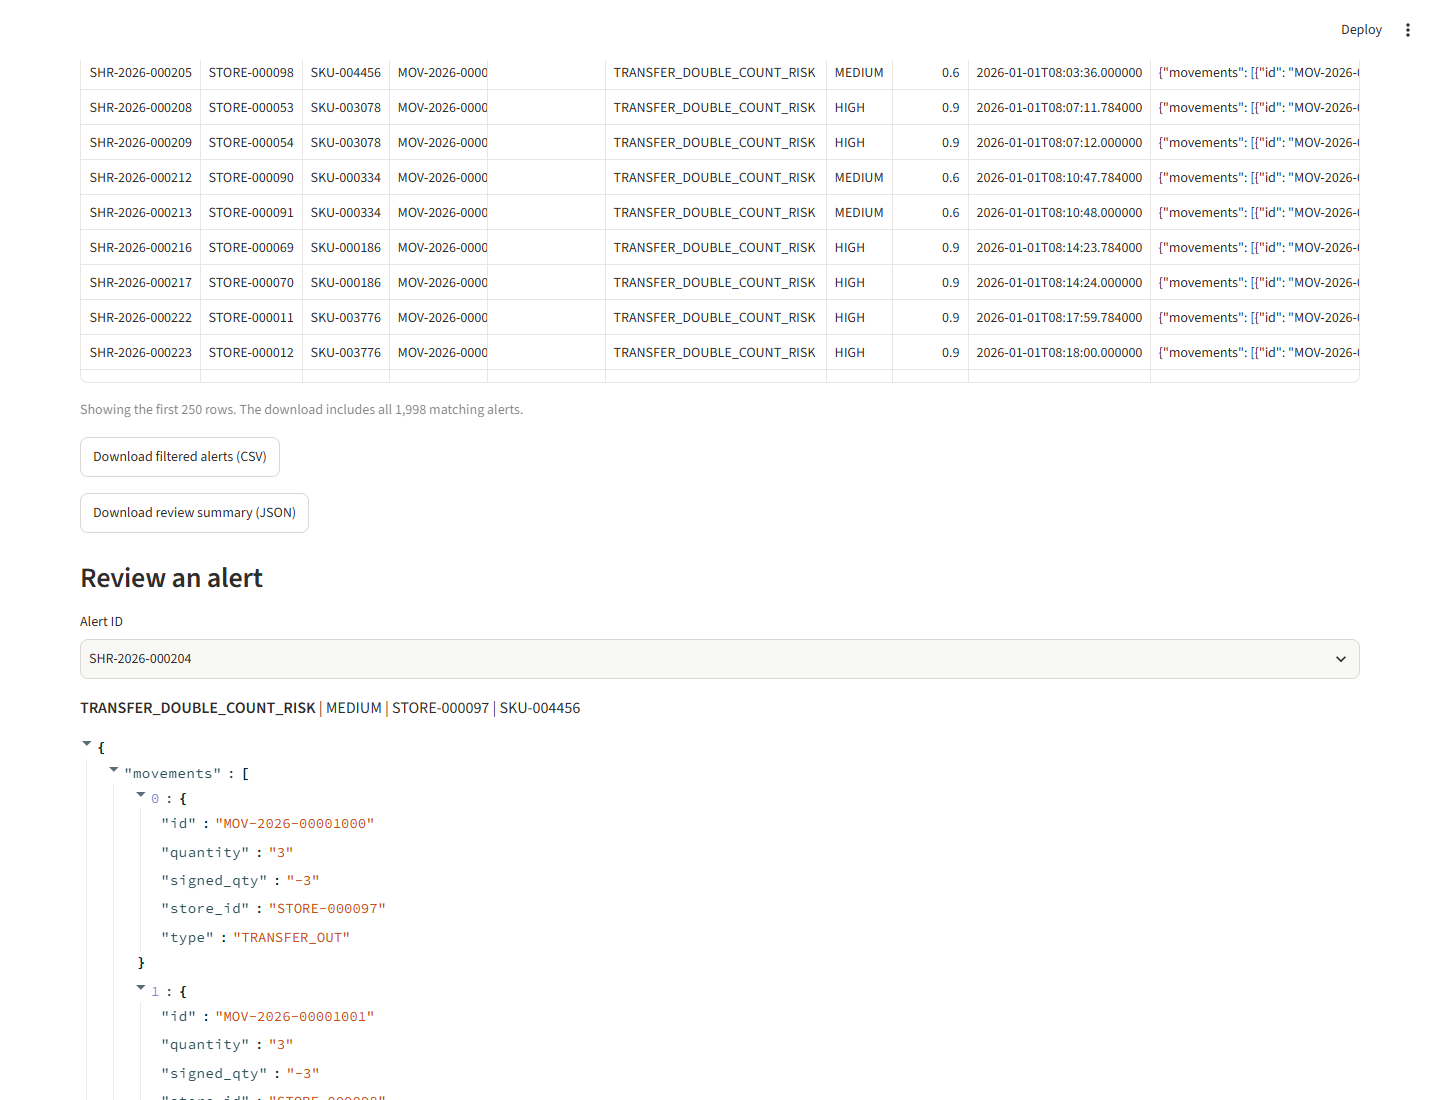 Deploy
SHR-2026-000205 STORE-000098 SKU-004456 MOV-2026-0000 TRANSFER_DOUBLE_COUNT_RISK MEDIUM 0.6 2026-01-01T08:03:36.000000 {"movements": [{"id": "MOV-2026-
SHR-2026-000208 STORE-000053 SKU-003078 MOV-2026-0000 TRANSFER_DOUBLE_COUNT_RISK HIGH 0.9 2026-01-01T08:07:11.784000 {"movements": [{"id": "MOV-2026-
SHR-2026-000209 STORE-000054 SKU-003078 MOV-2026-0000 TRANSFER_DOUBLE_COUNT_RISK HIGH 0.9 2026-01-01T08:07:12.000000 {"movements": [{"id": "MOV-2026-
SHR-2026-000212 STORE-000090 SKU-000334 MOV-2026-0000 TRANSFER_DOUBLE_COUNT_RISK MEDIUM 0.6 2026-01-01T08:10:47.784000 {"movements": [{"id": "MOV-2026-
SHR-2026-000213 STORE-000091 SKU-000334 MOV-2026-0000 TRANSFER_DOUBLE_COUNT_RISK MEDIUM 0.6 2026-01-01T08:10:48.000000 {"movements": [{"id": "MOV-2026-
SHR-2026-000216 STORE-000069 SKU-000186 MOV-2026-0000 TRANSFER_DOUBLE_COUNT_RISK HIGH 0.9 2026-01-01T08:14:23.784000 {"movements": [{"id": "MOV-2026-
SHR-2026-000217 STORE-000070 SKU-000186 MOV-2026-0000 TRANSFER_DOUBLE_COUNT_RISK HIGH 0.9 2026-01-01T08:14:24.000000 {"movements": [{"id": "MOV-2026-
SHR-2026-000222 STORE-000011 SKU-003776 MOV-2026-0000 TRANSFER_DOUBLE_COUNT_RISK HIGH 0.9 2026-01-01T08:17:59.784000 {"movements": [{"id": "MOV-2026-
SHR-2026-000223 STORE-000012 SKU-003776 MOV-2026-0000 TRANSFER_DOUBLE_COUNT_RISK HIGH 0.9 2026-01-01T08:18:00.000000 {"movements": [{"id": "MOV-2026-
Showing the first 250 rows. The download includes all 1,998 matching alerts.
Download filtered alerts (CSV)
Download review summary (JSON)
Review an alert
Alert ID
SHR-2026-000204
TRANSFER_DOUBLE_COUNT_RISK | MEDIUM | STORE-000097 | SKU-004456
{
"movements" : [
0 : {
"id" : "MOV-2026-00001000"
"quantity" : "3"
"signed_qty" : "-3"
"store_id" : "STORE-000097"
"type" : "TRANSFER_OUT"
}
1 : {
"id" : "MOV-2026-00001001"
"quantity" : "3"
"signed_qty" : "-3"